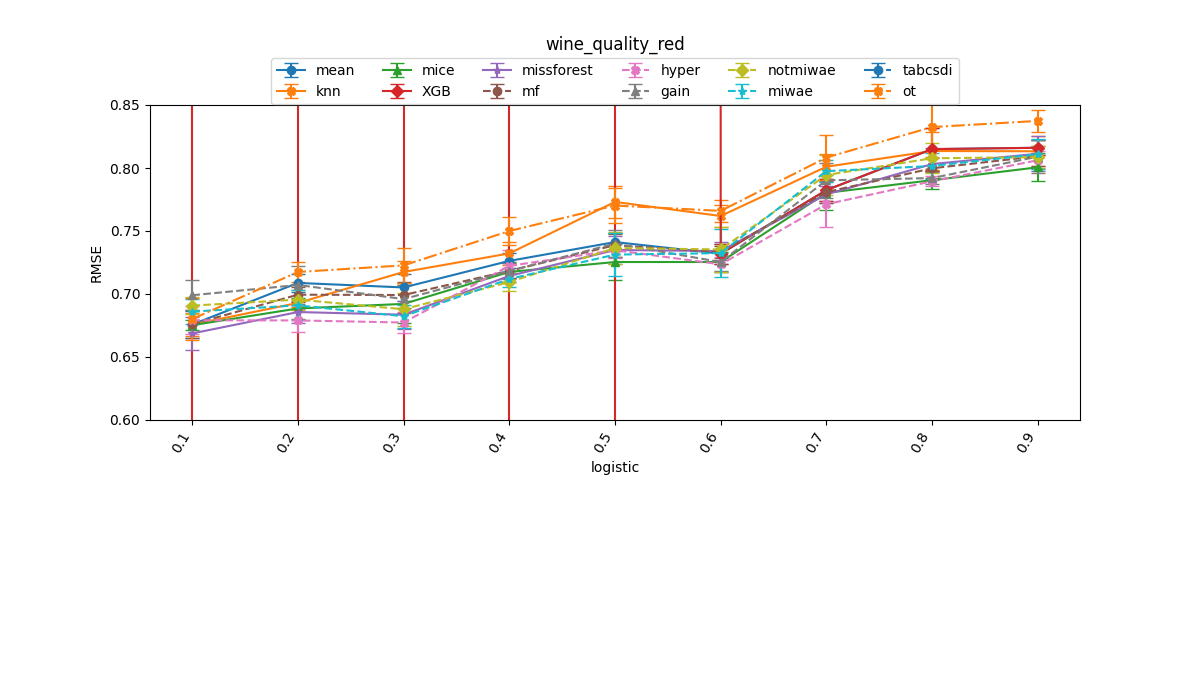 wine_quality_red
mean mice missforest hyper notmiwae tabcsdi
knn XGB mf gain miwae ot
0.85
0.80
0.75
0.70
0.65
0.60
RMSE
0.1 0.2 0.3 0.4 0.5 0.6 0.7 0.8 0.9
logistic